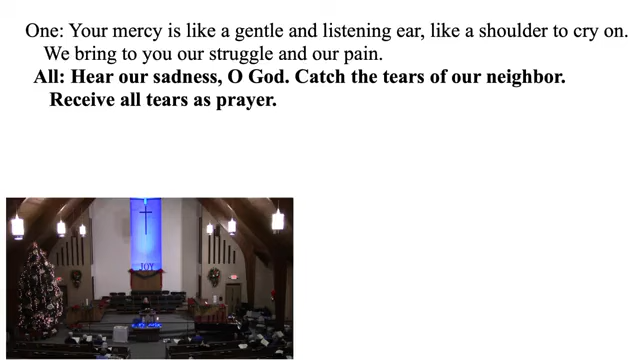 One: Your mercy is like a gentle and listening ear, like a shoulder to cry on.
We bring to you our struggle and our pain.
All: Hear our sadness, O God. Catch the tears of our neighbor.
Receive all tears as prayer.
JOY